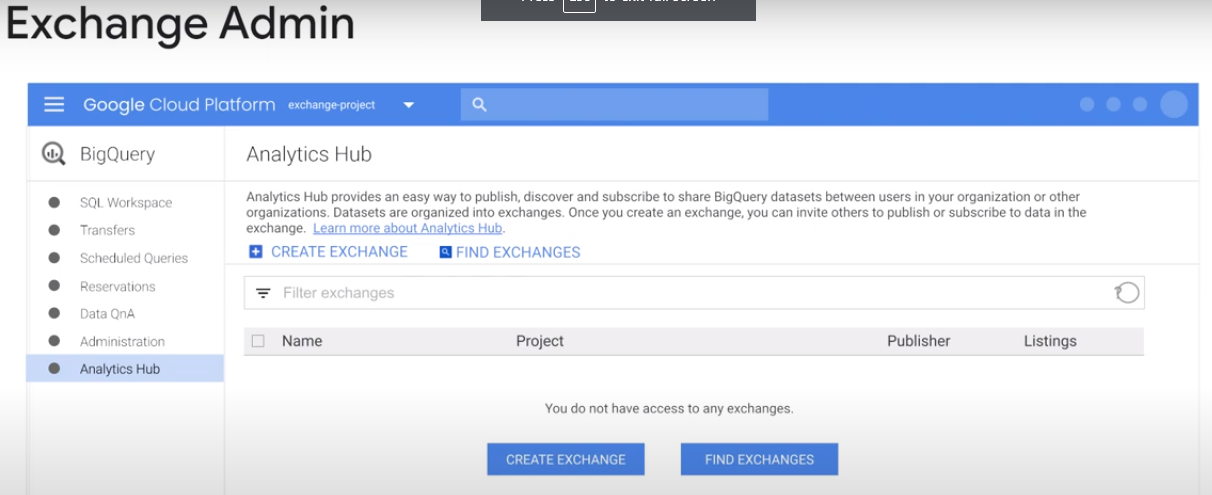 Exchange Admin
to exit full screen
Google Cloud Platform exchange-project
BigQuery
Analytics Hub
SQL Workspace
Transfers
Scheduled Queries
Reservations
Data QnA
Administration
Analytics Hub
Analytics Hub provides an easy way to publish, discover and subscribe to share BigQuery datasets between users in your organization or other
organizations. Datasets are organized into exchanges. Once you create an exchange, you can invite others to publish or subscribe to data in the
exchange. Learn more about Analytics Hub.
CREATE EXCHANGE FIND EXCHANGES
Filter exchanges
Name Project Publisher Listings
You do not have access to any exchanges.
CREATE EXCHANGE FIND EXCHANGES